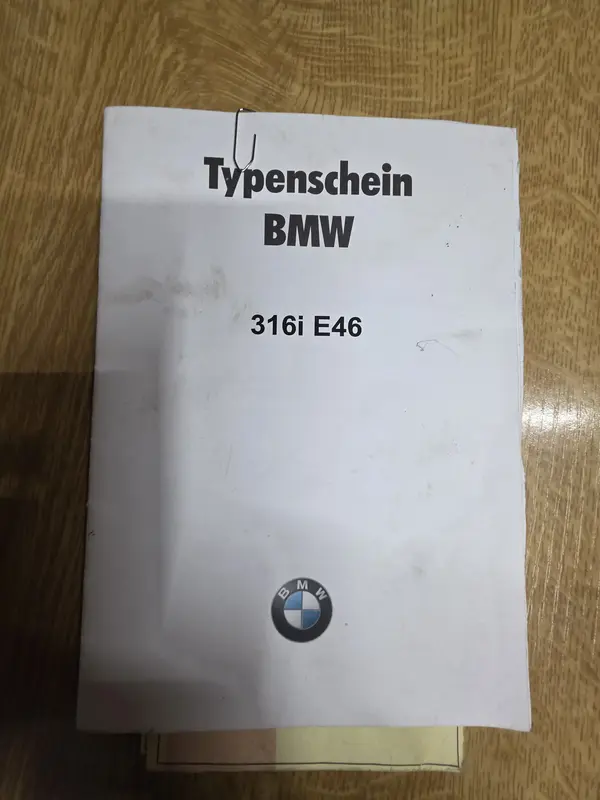 Typenschein
BMW
316i E46
BMW